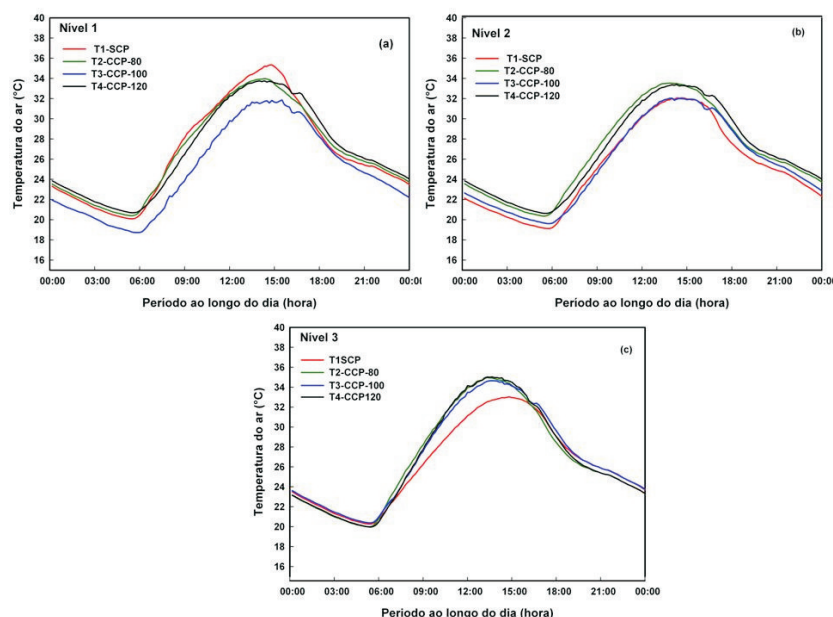 Nível 1
(a)
T1-SCP
T2-CCP-80
T3-CCP-100
T4-CCP-120
Temperatura do ar (°C)
40
38
36
34
32
30
28
26
24
22
20
18
16
00:00
03:00
06:00
09:00
12:00
15:00
18:00
21:00
00:00
Período ao longo do dia (hora)
Nível 2
(b)
T1-SCP
T2-CCP-80
T3-CCP-100
T4-CCP-120
Temperatura do ar (°C)
40
38
36
34
32
30
28
26
24
22
20
18
16
00:00
03:00
06:00
09:00
12:00
15:00
18:00
21:00
00:00
Período ao longo do dia (hora)
Nível 3
(c)
T1SCP
T2-CCP-80
T3-CCP-100
T4-CCP120
Temperatura do ar (°C)
40
38
36
34
32
30
28
26
24
22
20
18
16
00:00
03:00
06:00
09:00
12:00
15:00
18:00
21:00
00:00
Período ao longo do dia (hora)